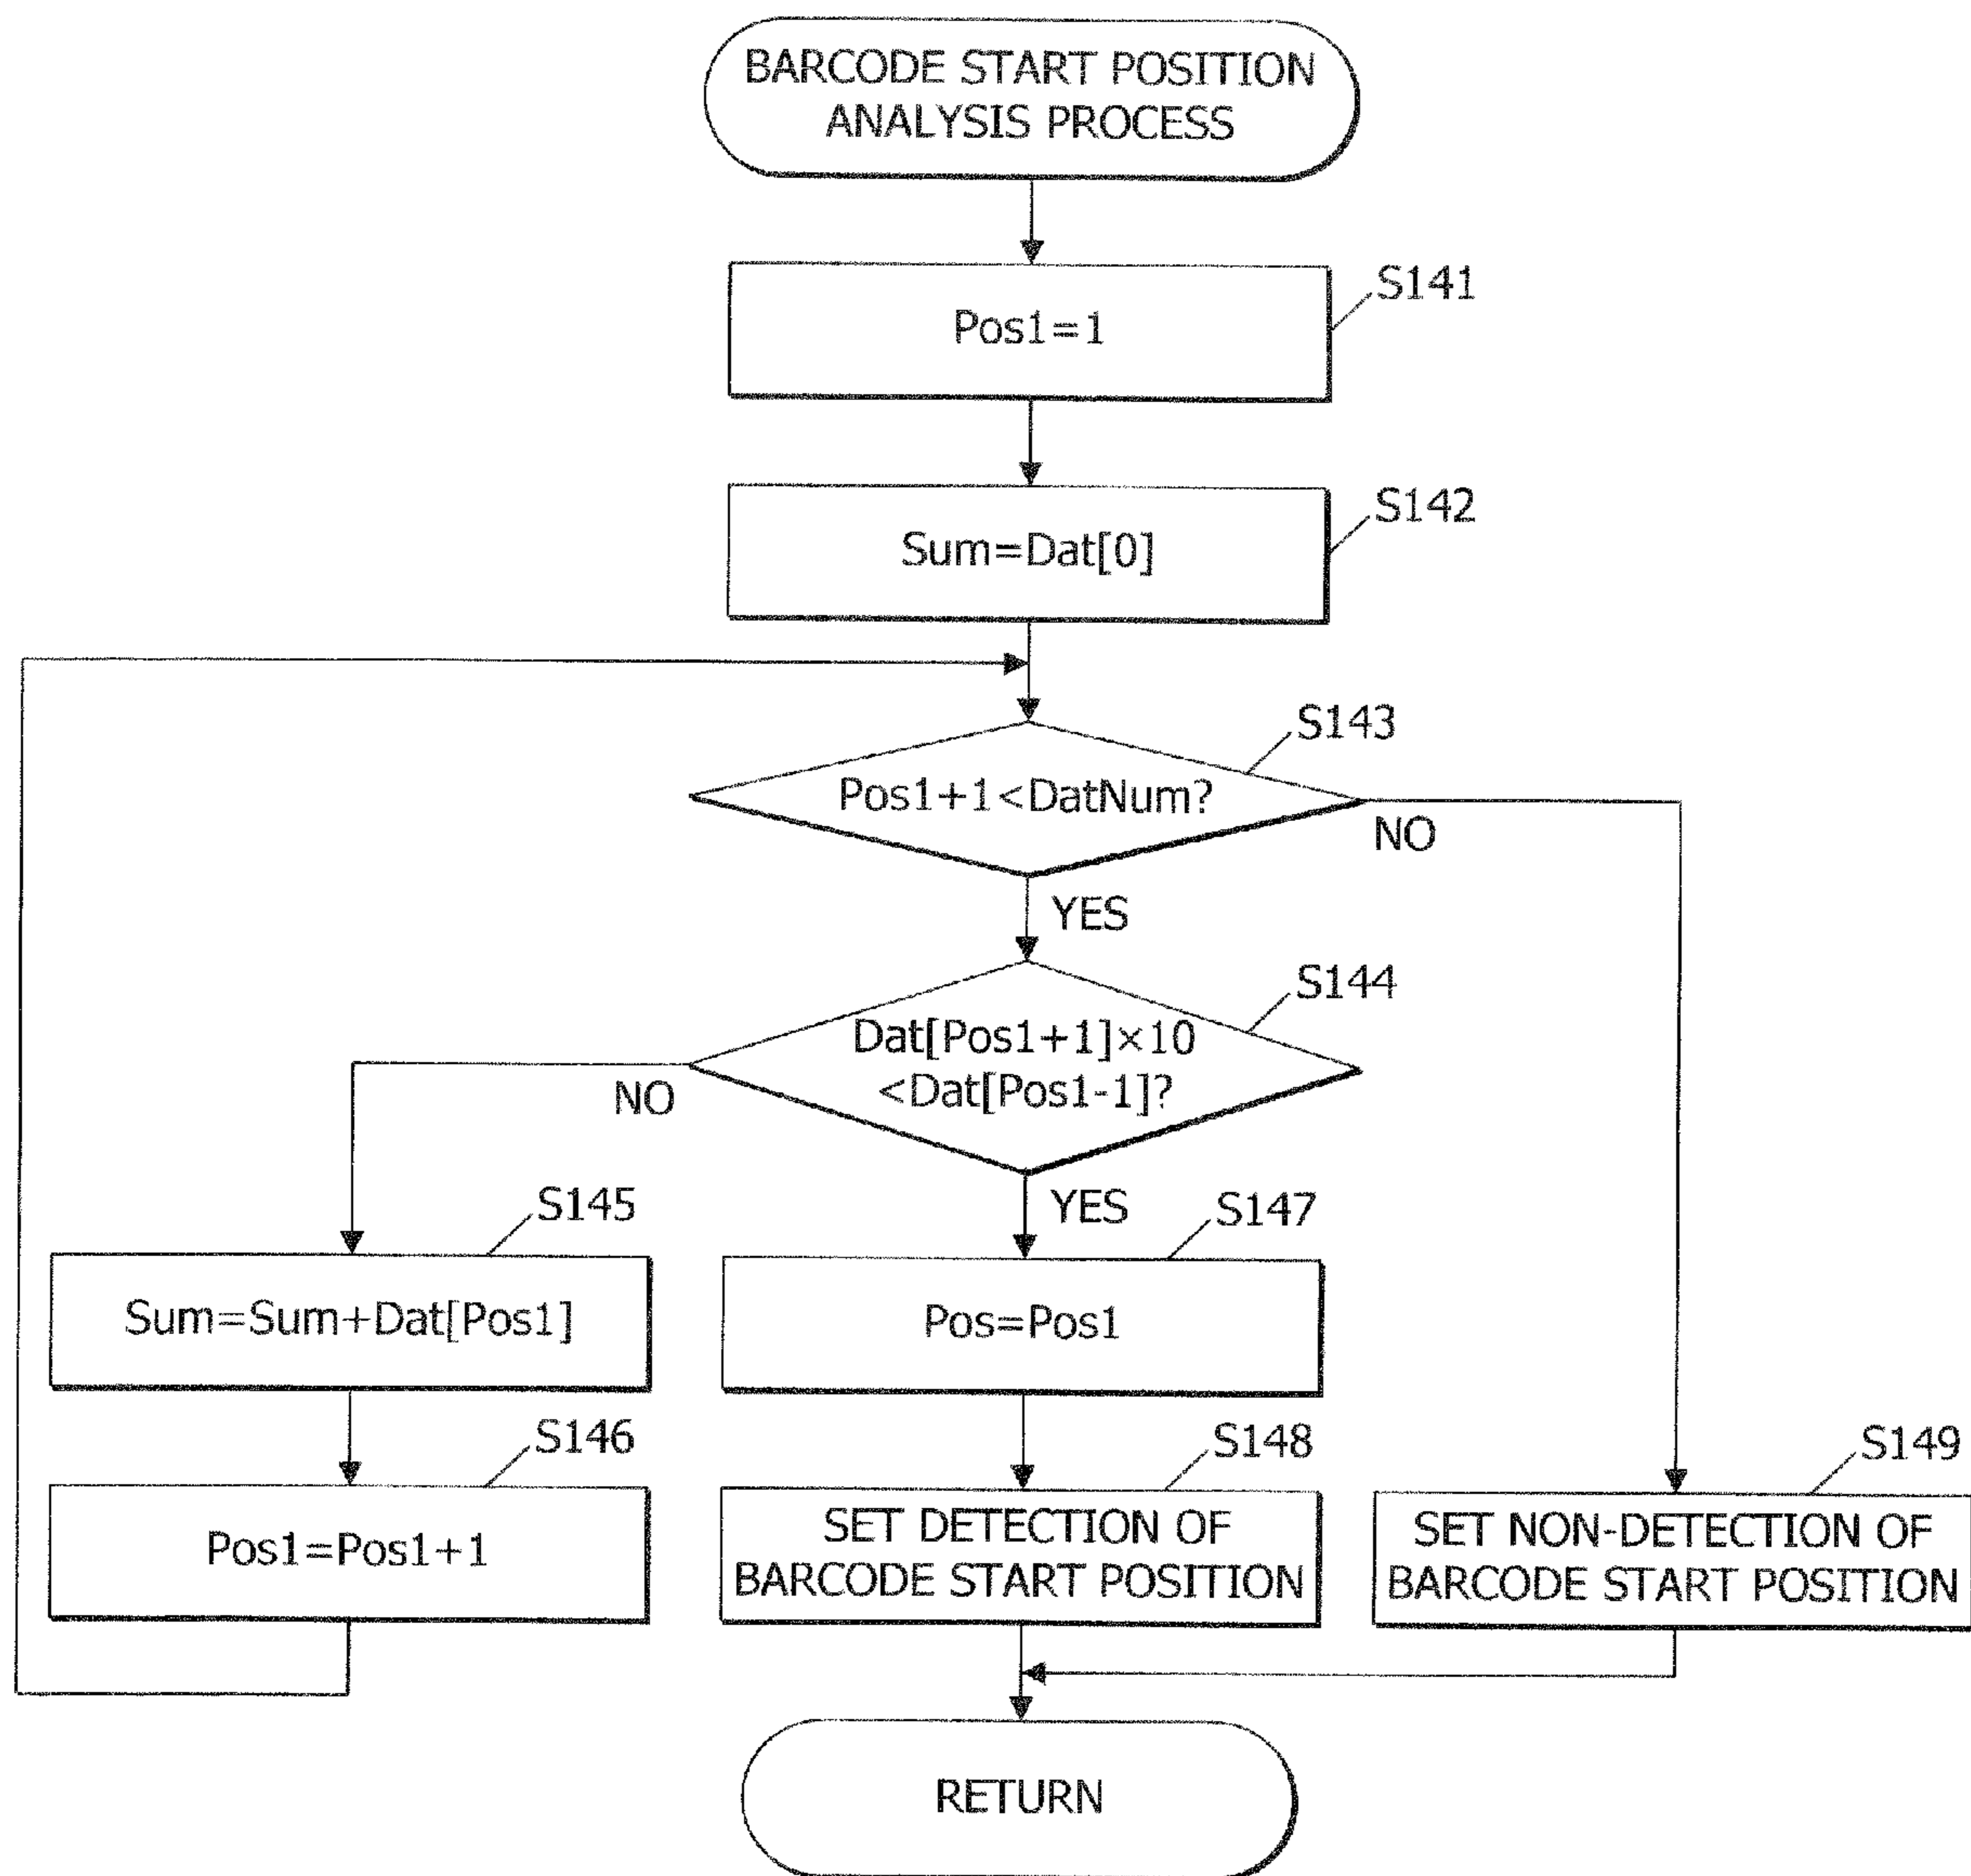 BARCODE START POSITION
ANALYSIS PROCESS
S141
Pos1=1
S142
Sum=Dat[0]
S143
Pos1+1<DatNum?
NO
YES
S144
Dat[Pos1+1]×10
<Dat[Pos1-1]?
NO
YES
S145
Sum=Sum+Dat[Pos1]
S147
Pos=Pos1
S146
Pos1=Pos1+1
S148
SET DETECTION OF
BARCODE START POSITION
S149
SET NON-DETECTION OF
BARCODE START POSITION
RETURN